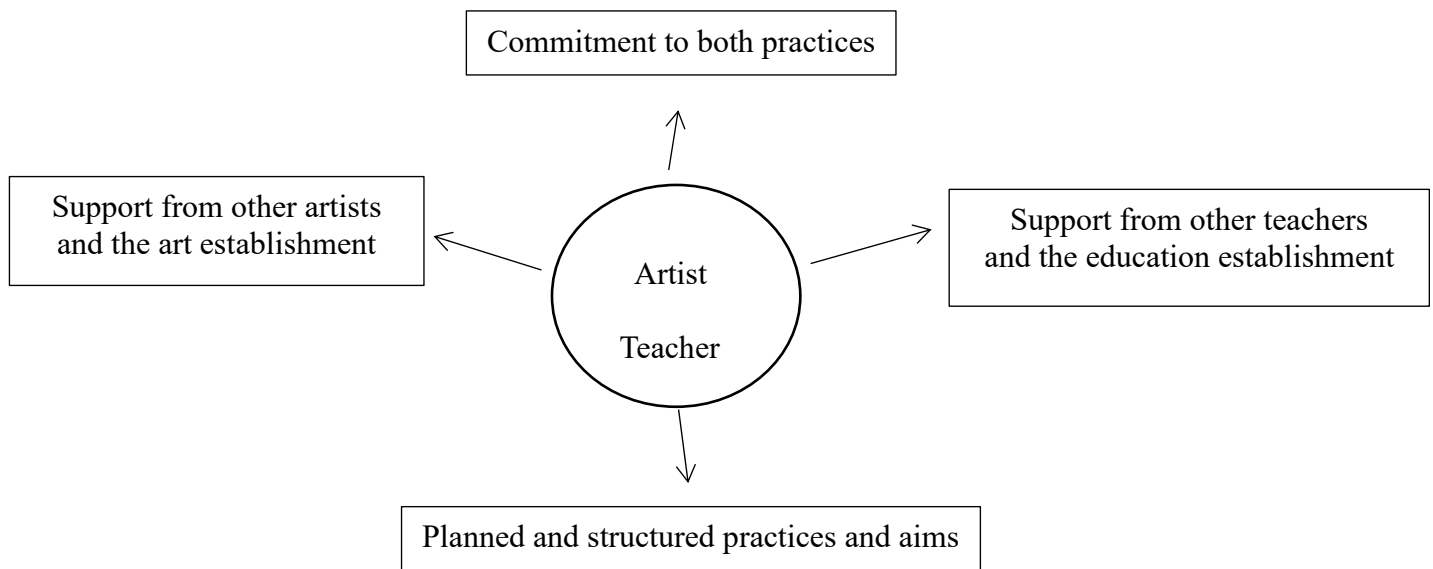 Commitment to both practices
Support from other artists
and the art establishment
Support from other teachers
and the education establishment
Artist
Teacher
Planned and structured practices and aims